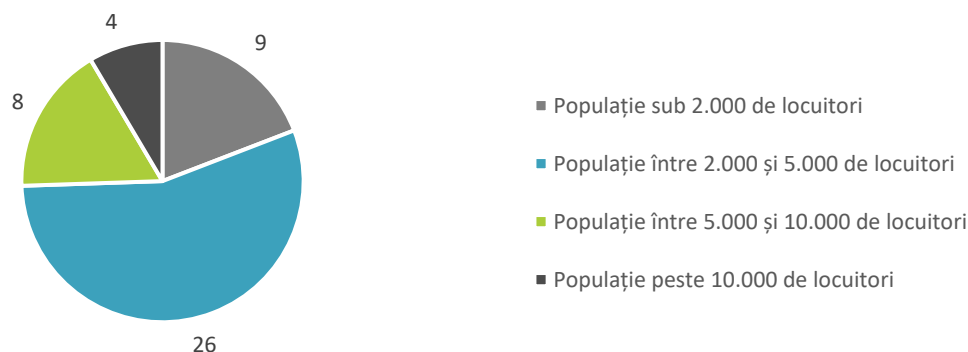 4
9
8
26
Populație sub 2.000 de locuitori
Populație între 2.000 și 5.000 de locuitori
Populație între 5.000 și 10.000 de locuitori
Populație peste 10.000 de locuitori